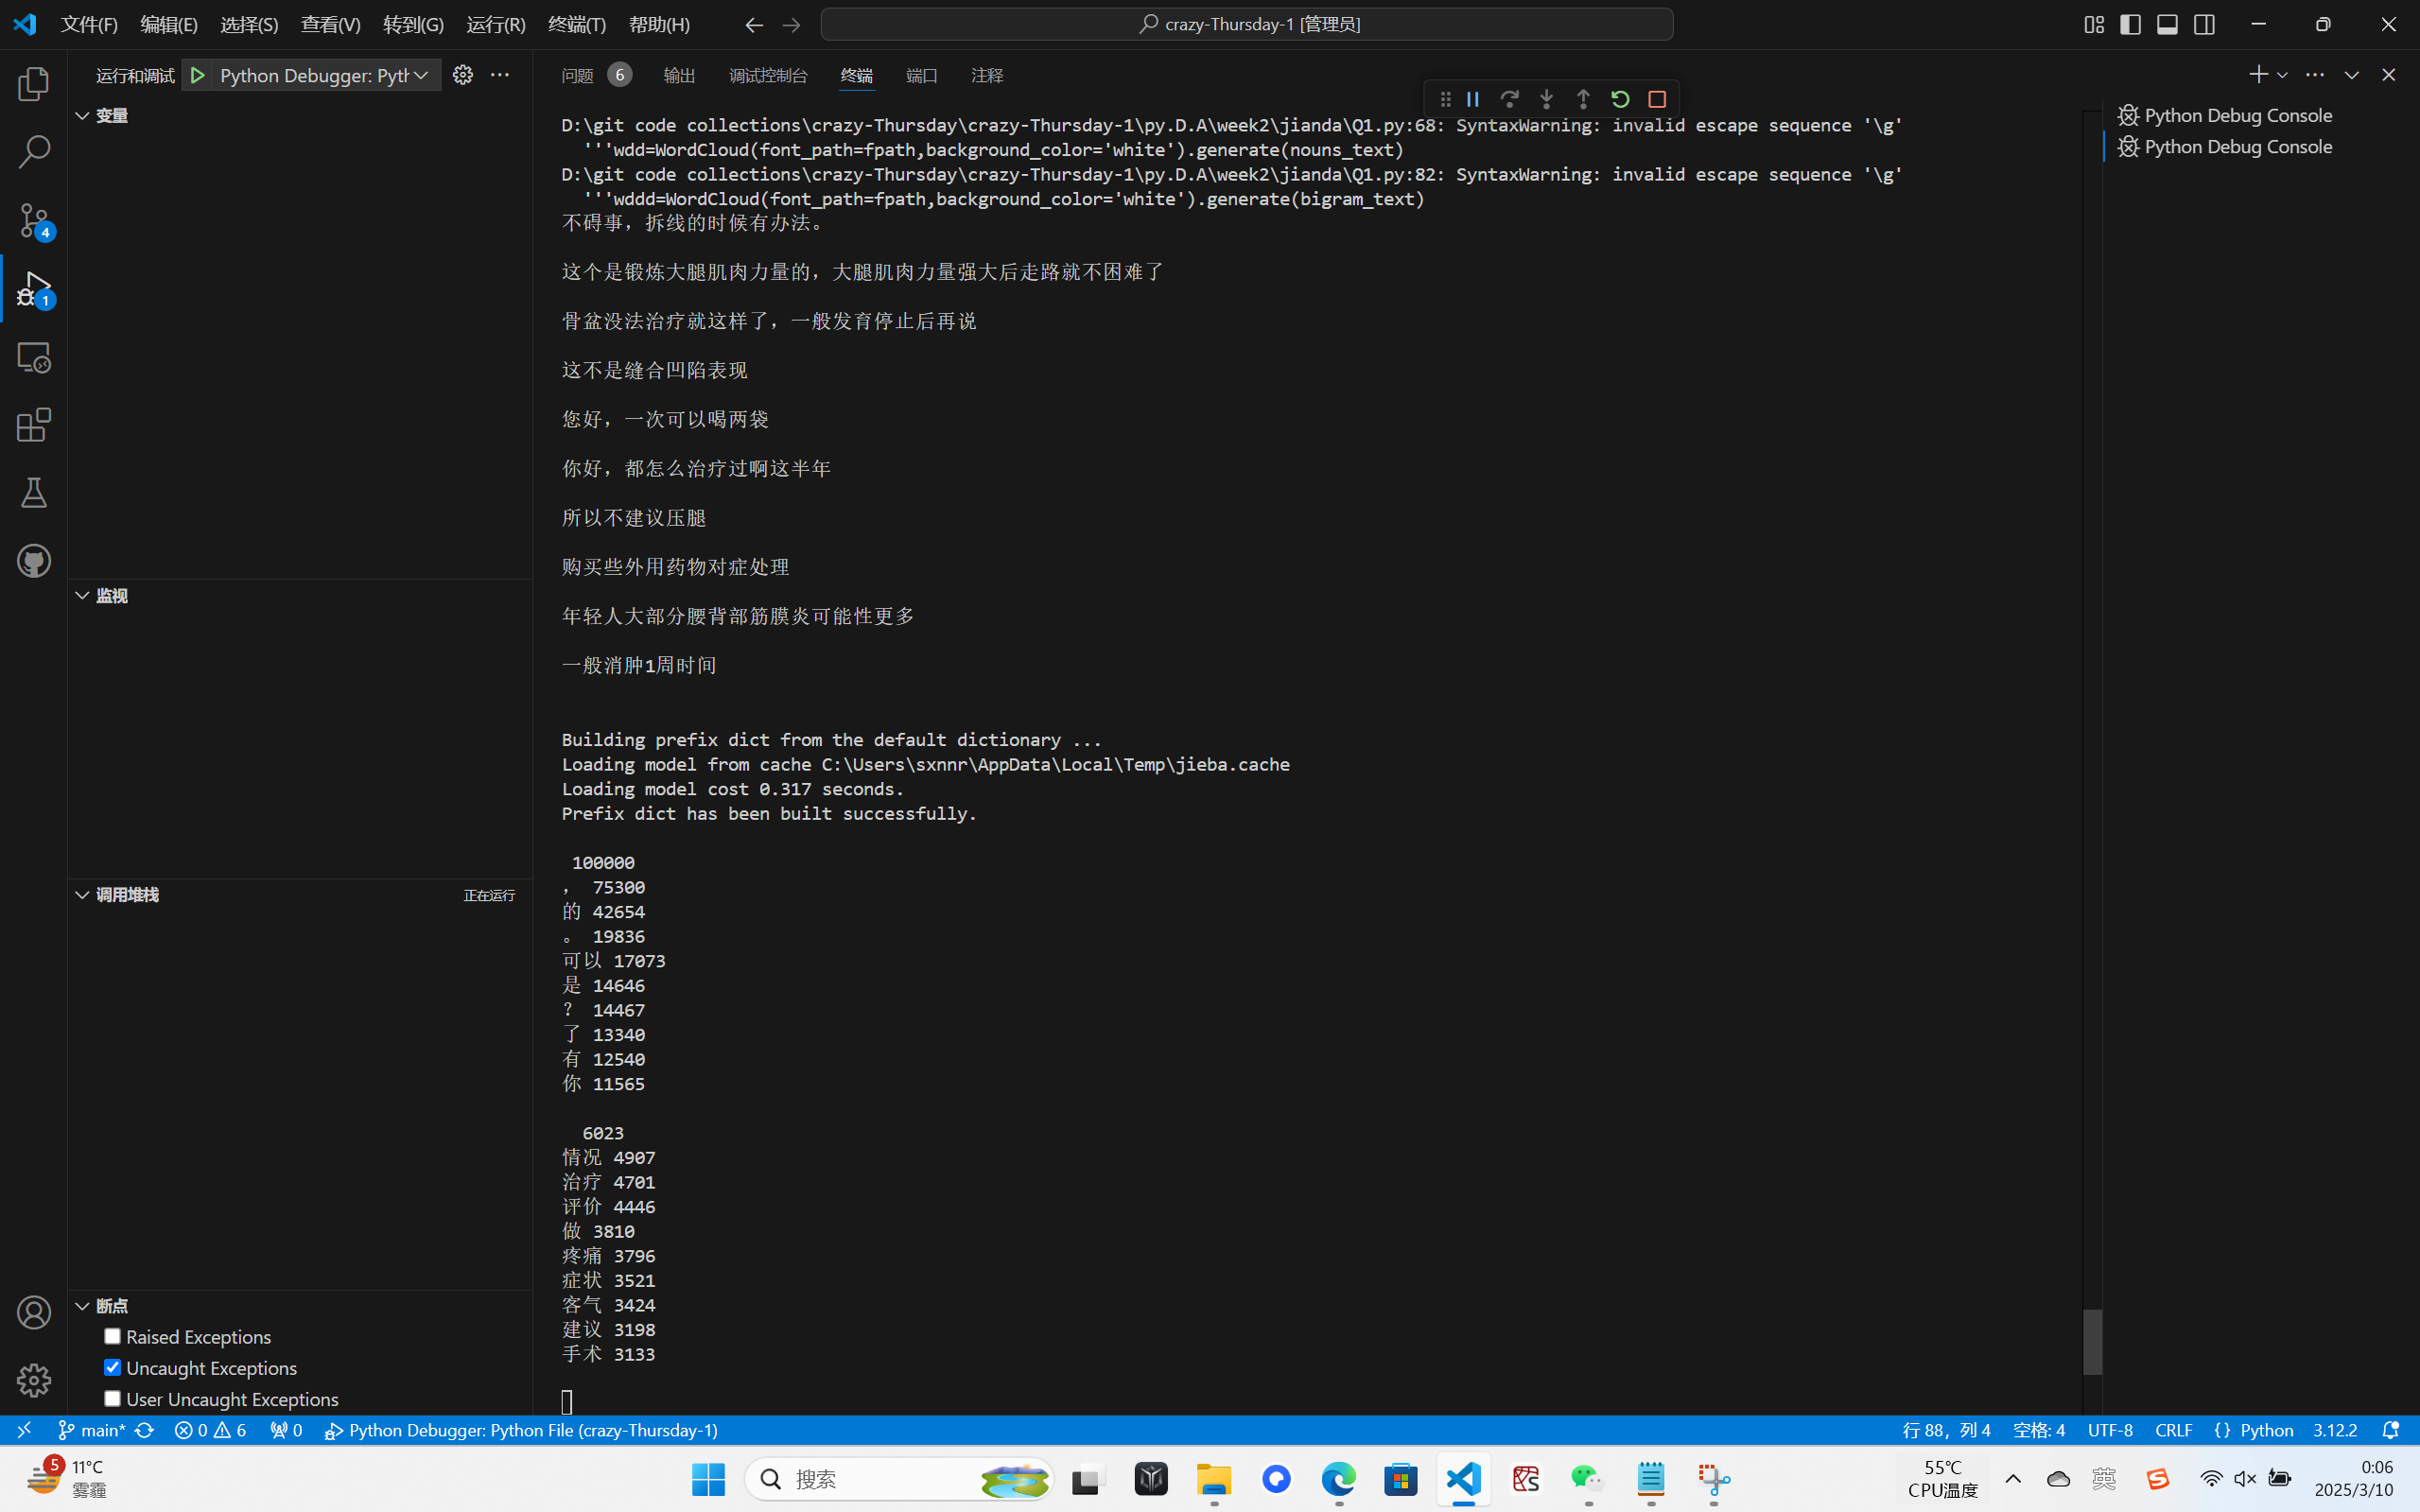 文件(F) 编辑(E) 选择(S) 查看(V) 转到(G) 运行(R) 终端(T) 帮助(H)
crazy-Thursday-1 [管理员]
运行和调试 Python Debugger: Pyth
问题 6 输出 调试控制台 终端 端口 注释
变量
监视
调用堆栈 正在运行
断点
Raised Exceptions
Uncaught Exceptions
User Uncaught Exceptions
4
1
D:\git code collections\crazy-Thursday\crazy-Thursday-1\py.D.A\week2\jianda\Q1.py:68: SyntaxWarning: invalid escape sequence '\g'
'''wdd=WordCloud(font_path=fpath,background_color='white').generate(nouns_text)
D:\git code collections\crazy-Thursday\crazy-Thursday-1\py.D.A\week2\jianda\Q1.py:82: SyntaxWarning: invalid escape sequence '\g'
'''wddd=WordCloud(font_path=fpath,background_color='white').generate(bigram_text)
不碍事，拆线的时候有办法。
这个是锻炼大腿肌肉力量的，大腿肌肉力量强大后走路就不困难了
骨盆没法治疗就这样了，一般发育停止后再说
这不是缝合凹陷表现
您好，一次可以喝两袋
你好，都怎么治疗过啊这半年
所以不建议压腿
购买些外用药物对症处理
年轻人大部分腰背部筋膜炎可能性更多
一般消肿1周时间
Building prefix dict from the default dictionary ...
Loading model from cache C:\Users\sxnnr\AppData\Local\Temp\jieba.cache
Loading model cost 0.317 seconds.
Prefix dict has been built successfully.
100000
， 75300
的 42654
。 19836
可以 17073
是 14646
？ 14467
了 13340
有 12540
你 11565
6023
情况 4907
治疗 4701
评价 4446
做 3810
疼痛 3796
症状 3521
客气 3424
建议 3198
手术 3133
Python Debug Console
Python Debug Console
main* 0 6 0 Python Debugger: Python File (crazy-Thursday-1)
行 88，列 4 空格: 4 UTF-8 CRLF {} Python 3.12.2
5
11°C
雾霾
搜索
55℃
CPU温度
英
0:06
2025/3/10